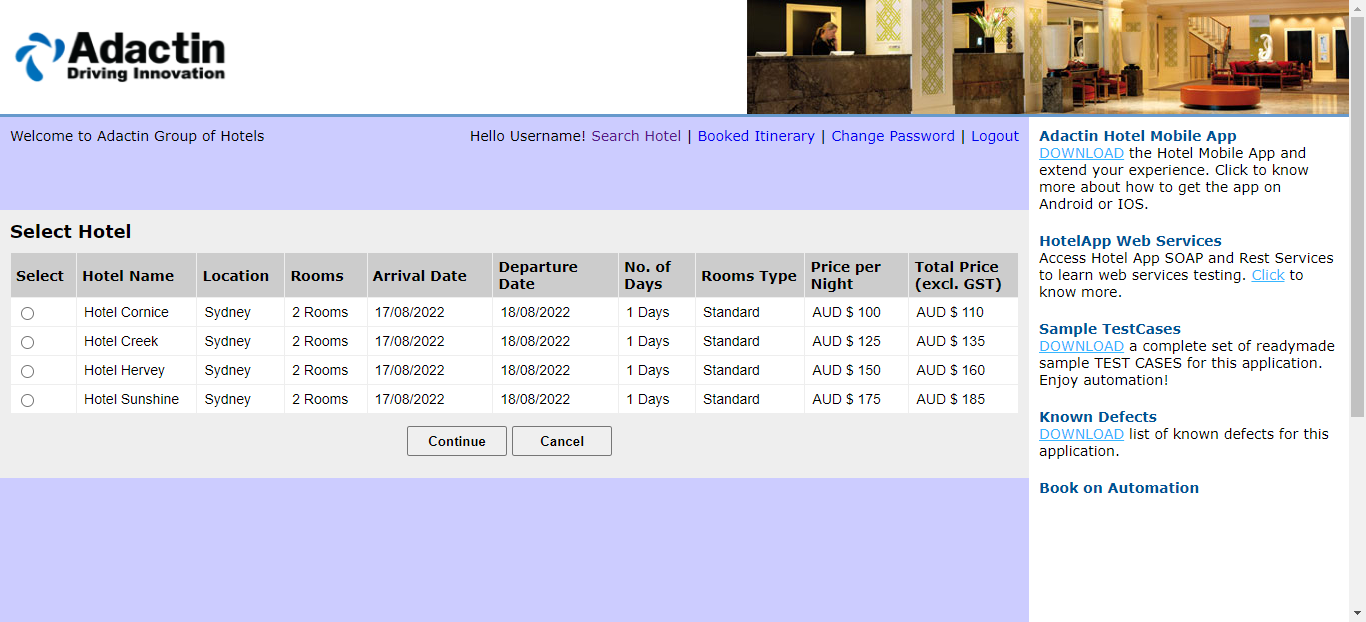 Adactin
Driving Innovation
Welcome to Adactin Group of Hotels
Hello Username! Search Hotel | Booked Itinerary | Change Password | Logout
Select Hotel
Select Hotel Name Location Rooms Arrival Date Departure Date No. of Days Rooms Type Price per Night Total Price (excl. GST)
Hotel Cornice Sydney 2 Rooms 17/08/2022 18/08/2022 1 Days Standard AUD $ 100 AUD $ 110
Hotel Creek Sydney 2 Rooms 17/08/2022 18/08/2022 1 Days Standard AUD $ 125 AUD $ 135
Hotel Hervey Sydney 2 Rooms 17/08/2022 18/08/2022 1 Days Standard AUD $ 150 AUD $ 160
Hotel Sunshine Sydney 2 Rooms 17/08/2022 18/08/2022 1 Days Standard AUD $ 175 AUD $ 185
Continue Cancel
Adactin Hotel Mobile App
DOWNLOAD the Hotel Mobile App and
extend your experience. Click to know
more about how to get the app on
Android or IOS.
HotelApp Web Services
Access Hotel App SOAP and Rest Services
to learn web services testing. Click to
know more.
Sample TestCases
DOWNLOAD a complete set of readymade
sample TEST CASES for this application.
Enjoy automation!
Known Defects
DOWNLOAD list of known defects for this
application.
Book on Automation